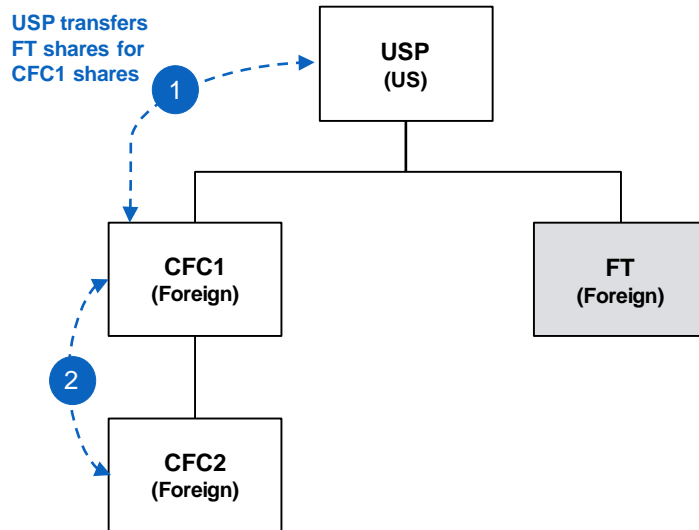 USP transfers
FT shares for
CFC1 shares
1
USP
(US)
CFC1
(Foreign)
FT
(Foreign)
2
CFC2
(Foreign)